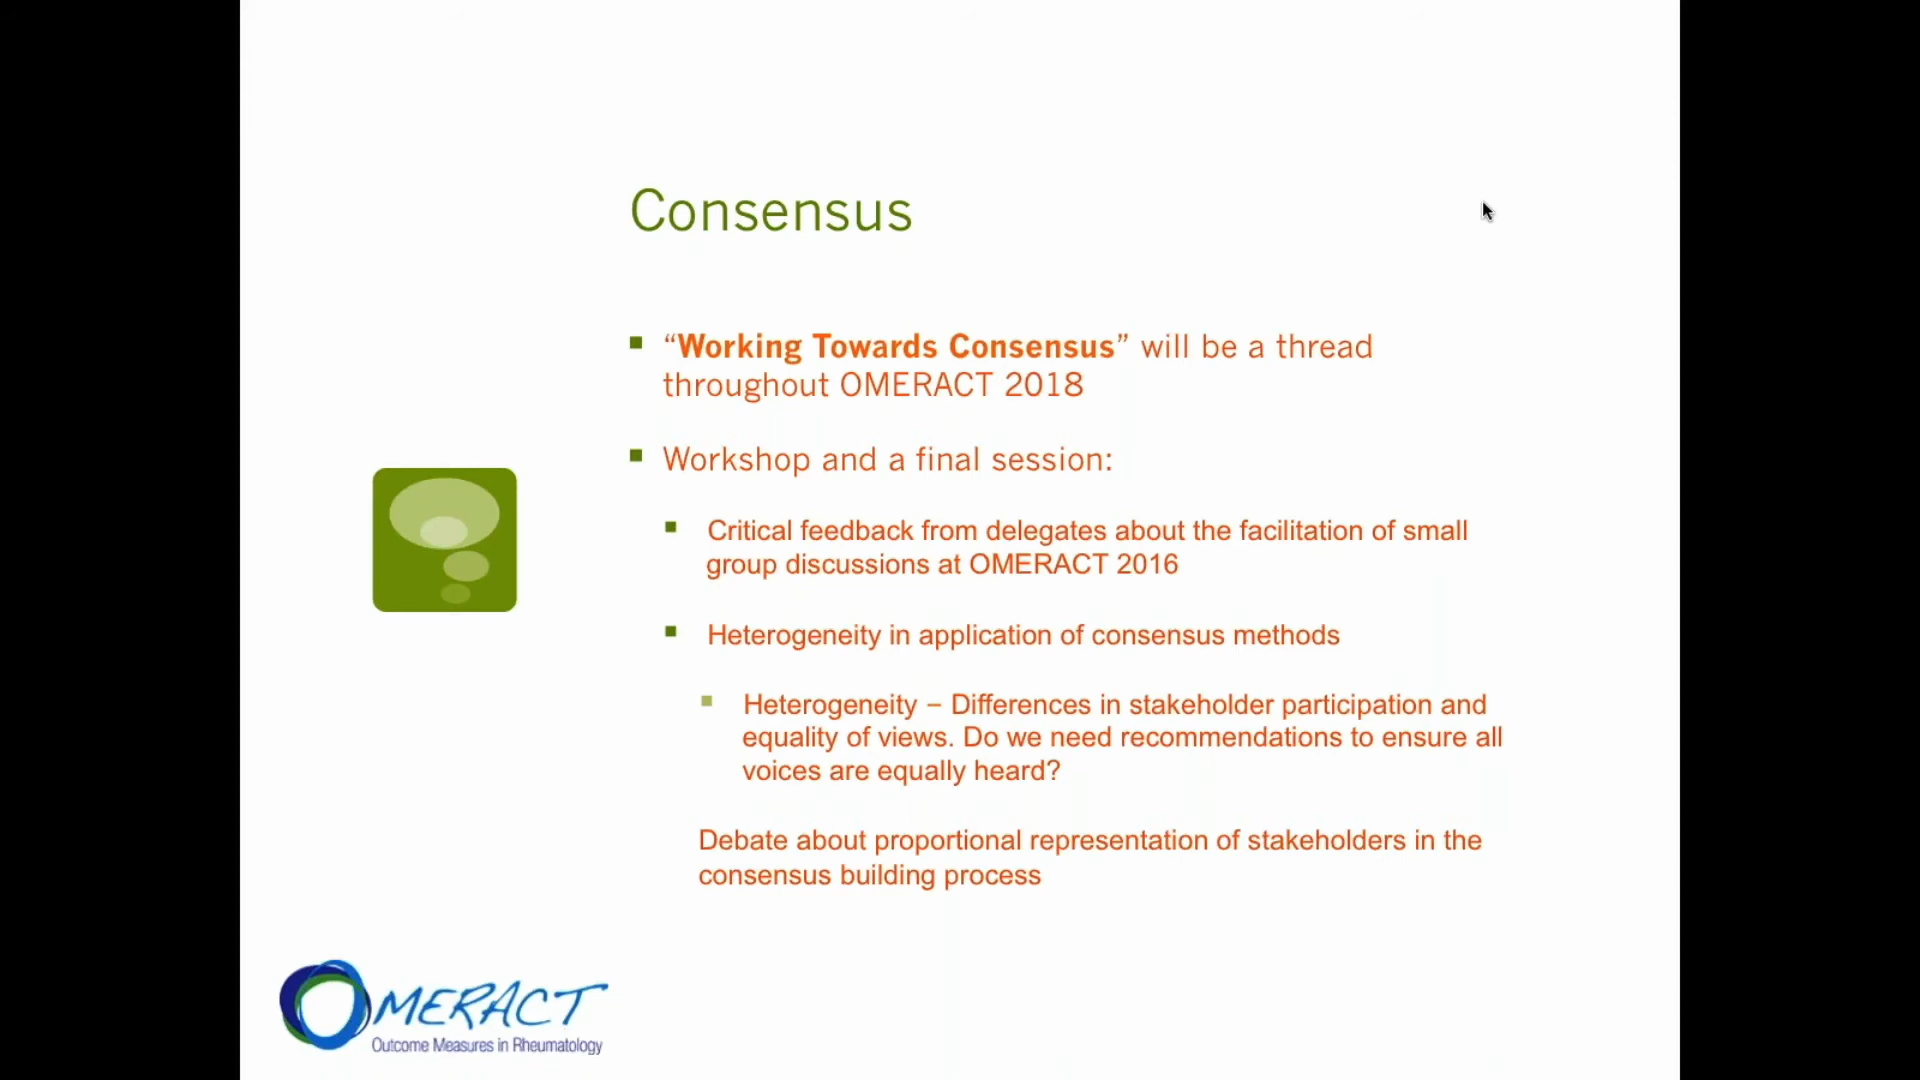 Consensus
“Working Towards Consensus” will be a thread
throughout OMERACT 2018
Workshop and a final session:
Critical feedback from delegates about the facilitation of small
group discussions at OMERACT 2016
Heterogeneity in application of consensus methods
Heterogeneity – Differences in stakeholder participation and
equality of views. Do we need recommendations to ensure all
voices are equally heard?
Debate about proportional representation of stakeholders in the
consensus building process
OMERACT
Outcome Measures in Rheumatology